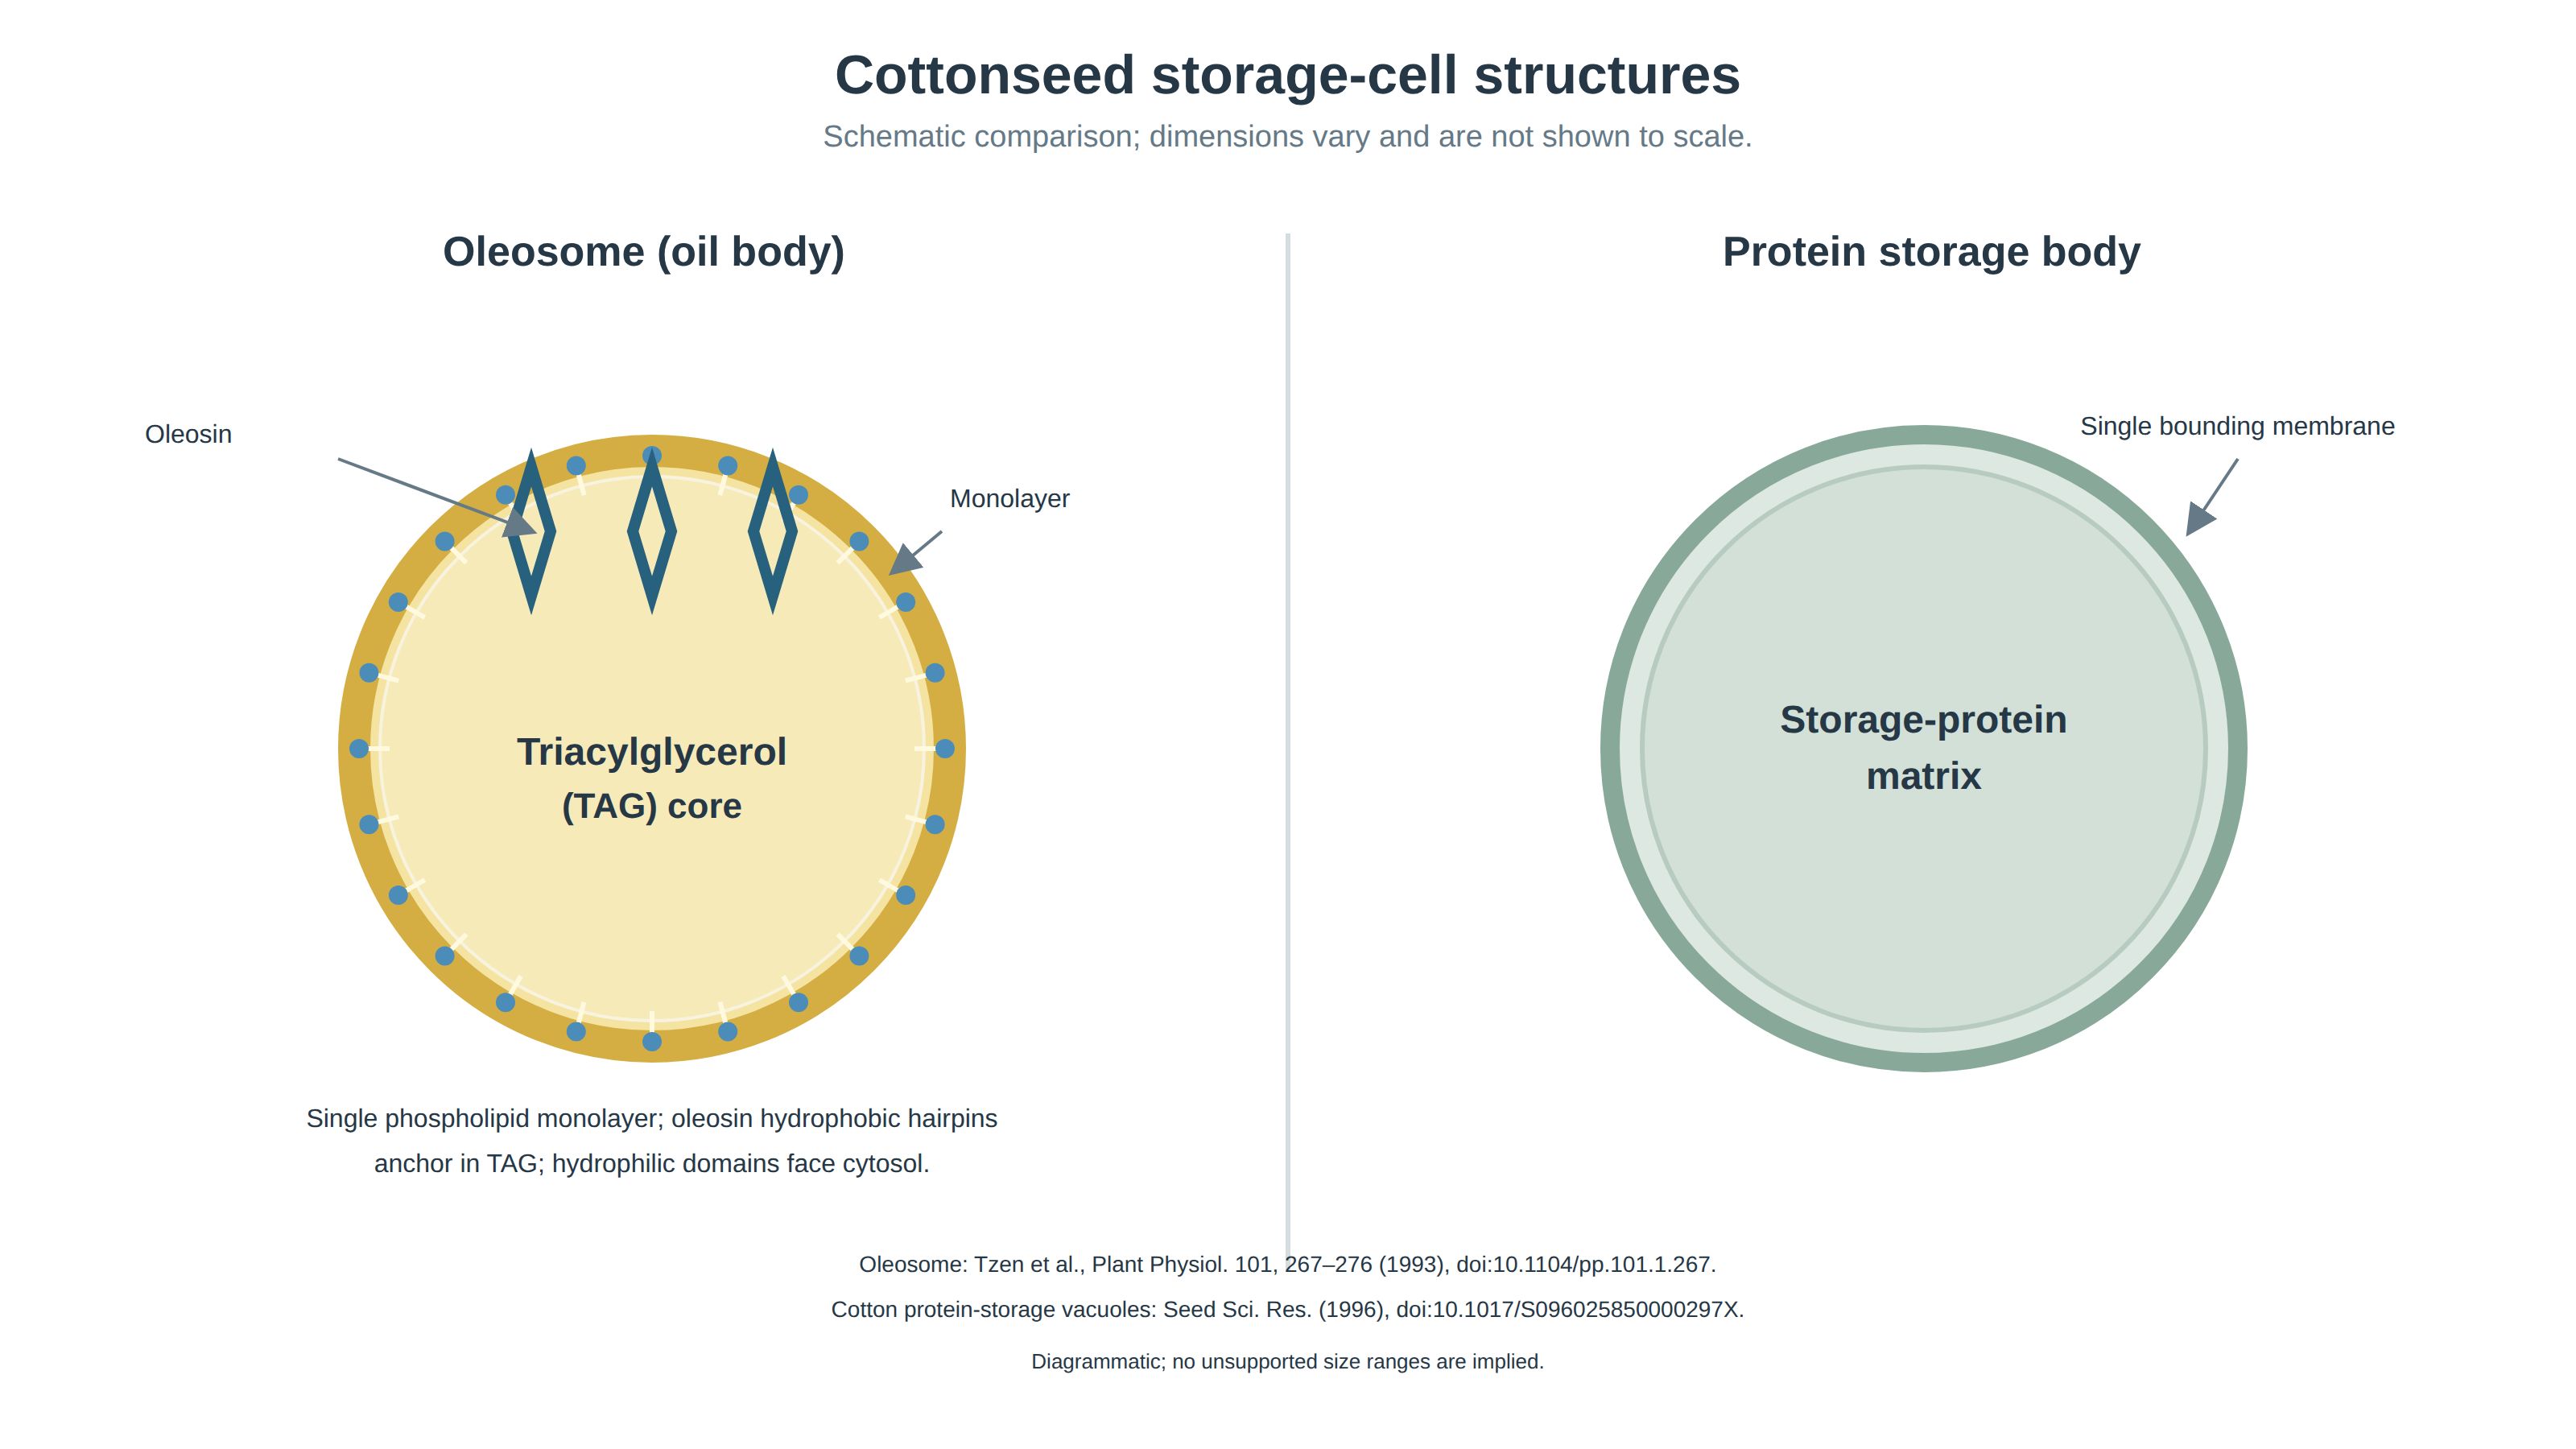 Cottonseed storage-cell structures
Schematic comparison; dimensions vary and are not shown to scale.
Oleosome (oil body)
Oleosin
Monolayer
Triacylglycerol
(TAG) core
Single phospholipid monolayer; oleosin hydrophobic hairpins
anchor in TAG; hydrophilic domains face cytosol.
Protein storage body
Single bounding membrane
Storage-protein
matrix
Oleosome: Tzen et al., Plant Physiol. 101, 267–276 (1993), doi:10.1104/pp.101.1.267.
Cotton protein-storage vacuoles: Seed Sci. Res. (1996), doi:10.1017/S096025850000297X.
Diagrammatic; no unsupported size ranges are implied.